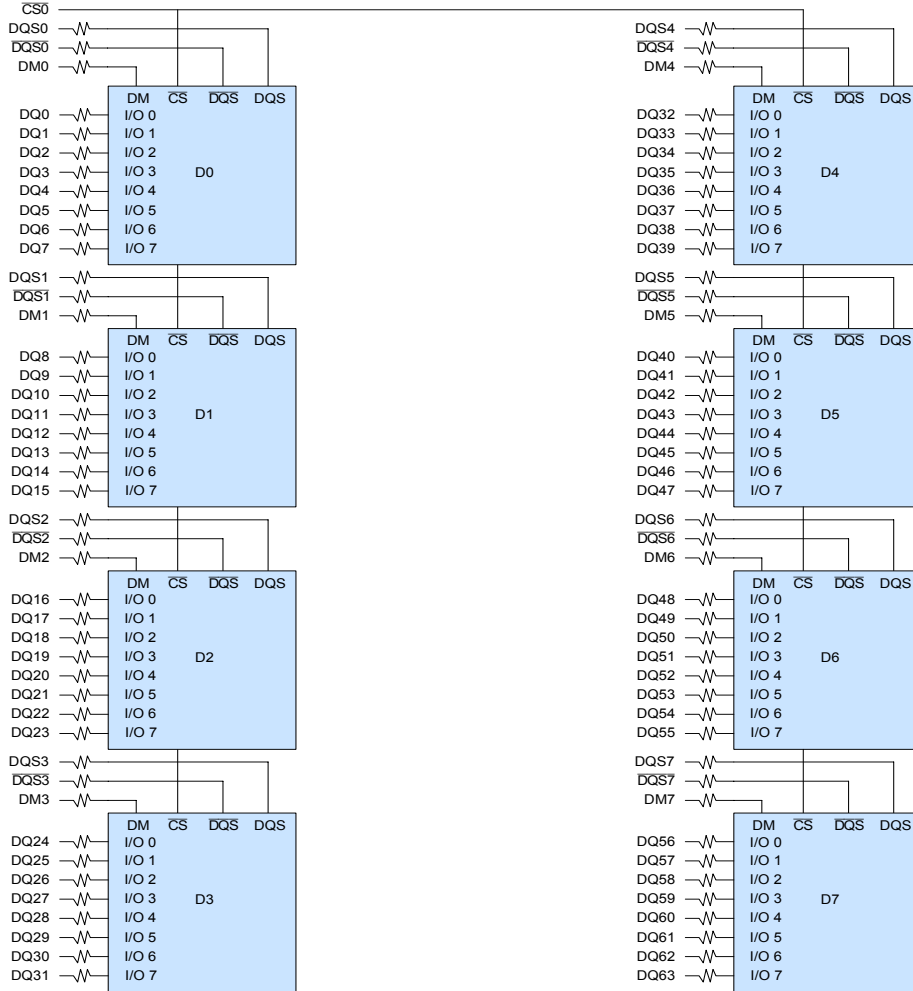 CS0
DQS0
DQS0
DM0
DM CS DQS DQS
DQ0 I/O 0
DQ1 I/O 1
DQ2 I/O 2
DQ3 I/O 3 D0
DQ4 I/O 4
DQ5 I/O 5
DQ6 I/O 6
DQ7 I/O 7
DQS1
DQS1
DM1
DM CS DQS DQS
DQ8 I/O 0
DQ9 I/O 1
DQ10 I/O 2
DQ11 I/O 3 D1
DQ12 I/O 4
DQ13 I/O 5
DQ14 I/O 6
DQ15 I/O 7
DQS2
DQS2
DM2
DM CS DQS DQS
DQ16 I/O 0
DQ17 I/O 1
DQ18 I/O 2
DQ19 I/O 3 D2
DQ20 I/O 4
DQ21 I/O 5
DQ22 I/O 6
DQ23 I/O 7
DQS3
DQS3
DM3
DM CS DQS DQS
DQ24 I/O 0
DQ25 I/O 1
DQ26 I/O 2
DQ27 I/O 3 D3
DQ28 I/O 4
DQ29 I/O 5
DQ30 I/O 6
DQ31 I/O 7
DQS4
DQS4
DM4
DM CS DQS DQS
DQ32 I/O 0
DQ33 I/O 1
DQ34 I/O 2
DQ35 I/O 3 D4
DQ36 I/O 4
DQ37 I/O 5
DQ38 I/O 6
DQ39 I/O 7
DQS5
DQS5
DM5
DM CS DQS DQS
DQ40 I/O 0
DQ41 I/O 1
DQ42 I/O 2
DQ43 I/O 3 D5
DQ44 I/O 4
DQ45 I/O 5
DQ46 I/O 6
DQ47 I/O 7
DQS6
DQS6
DM6
DM CS DQS DQS
DQ48 I/O 0
DQ49 I/O 1
DQ50 I/O 2
DQ51 I/O 3 D6
DQ52 I/O 4
DQ53 I/O 5
DQ54 I/O 6
DQ55 I/O 7
DQS7
DQS7
DM7
DM CS DQS DQS
DQ56 I/O 0
DQ57 I/O 1
DQ58 I/O 2
DQ59 I/O 3 D7
DQ60 I/O 4
DQ61 I/O 5
DQ62 I/O 6
DQ63 I/O 7